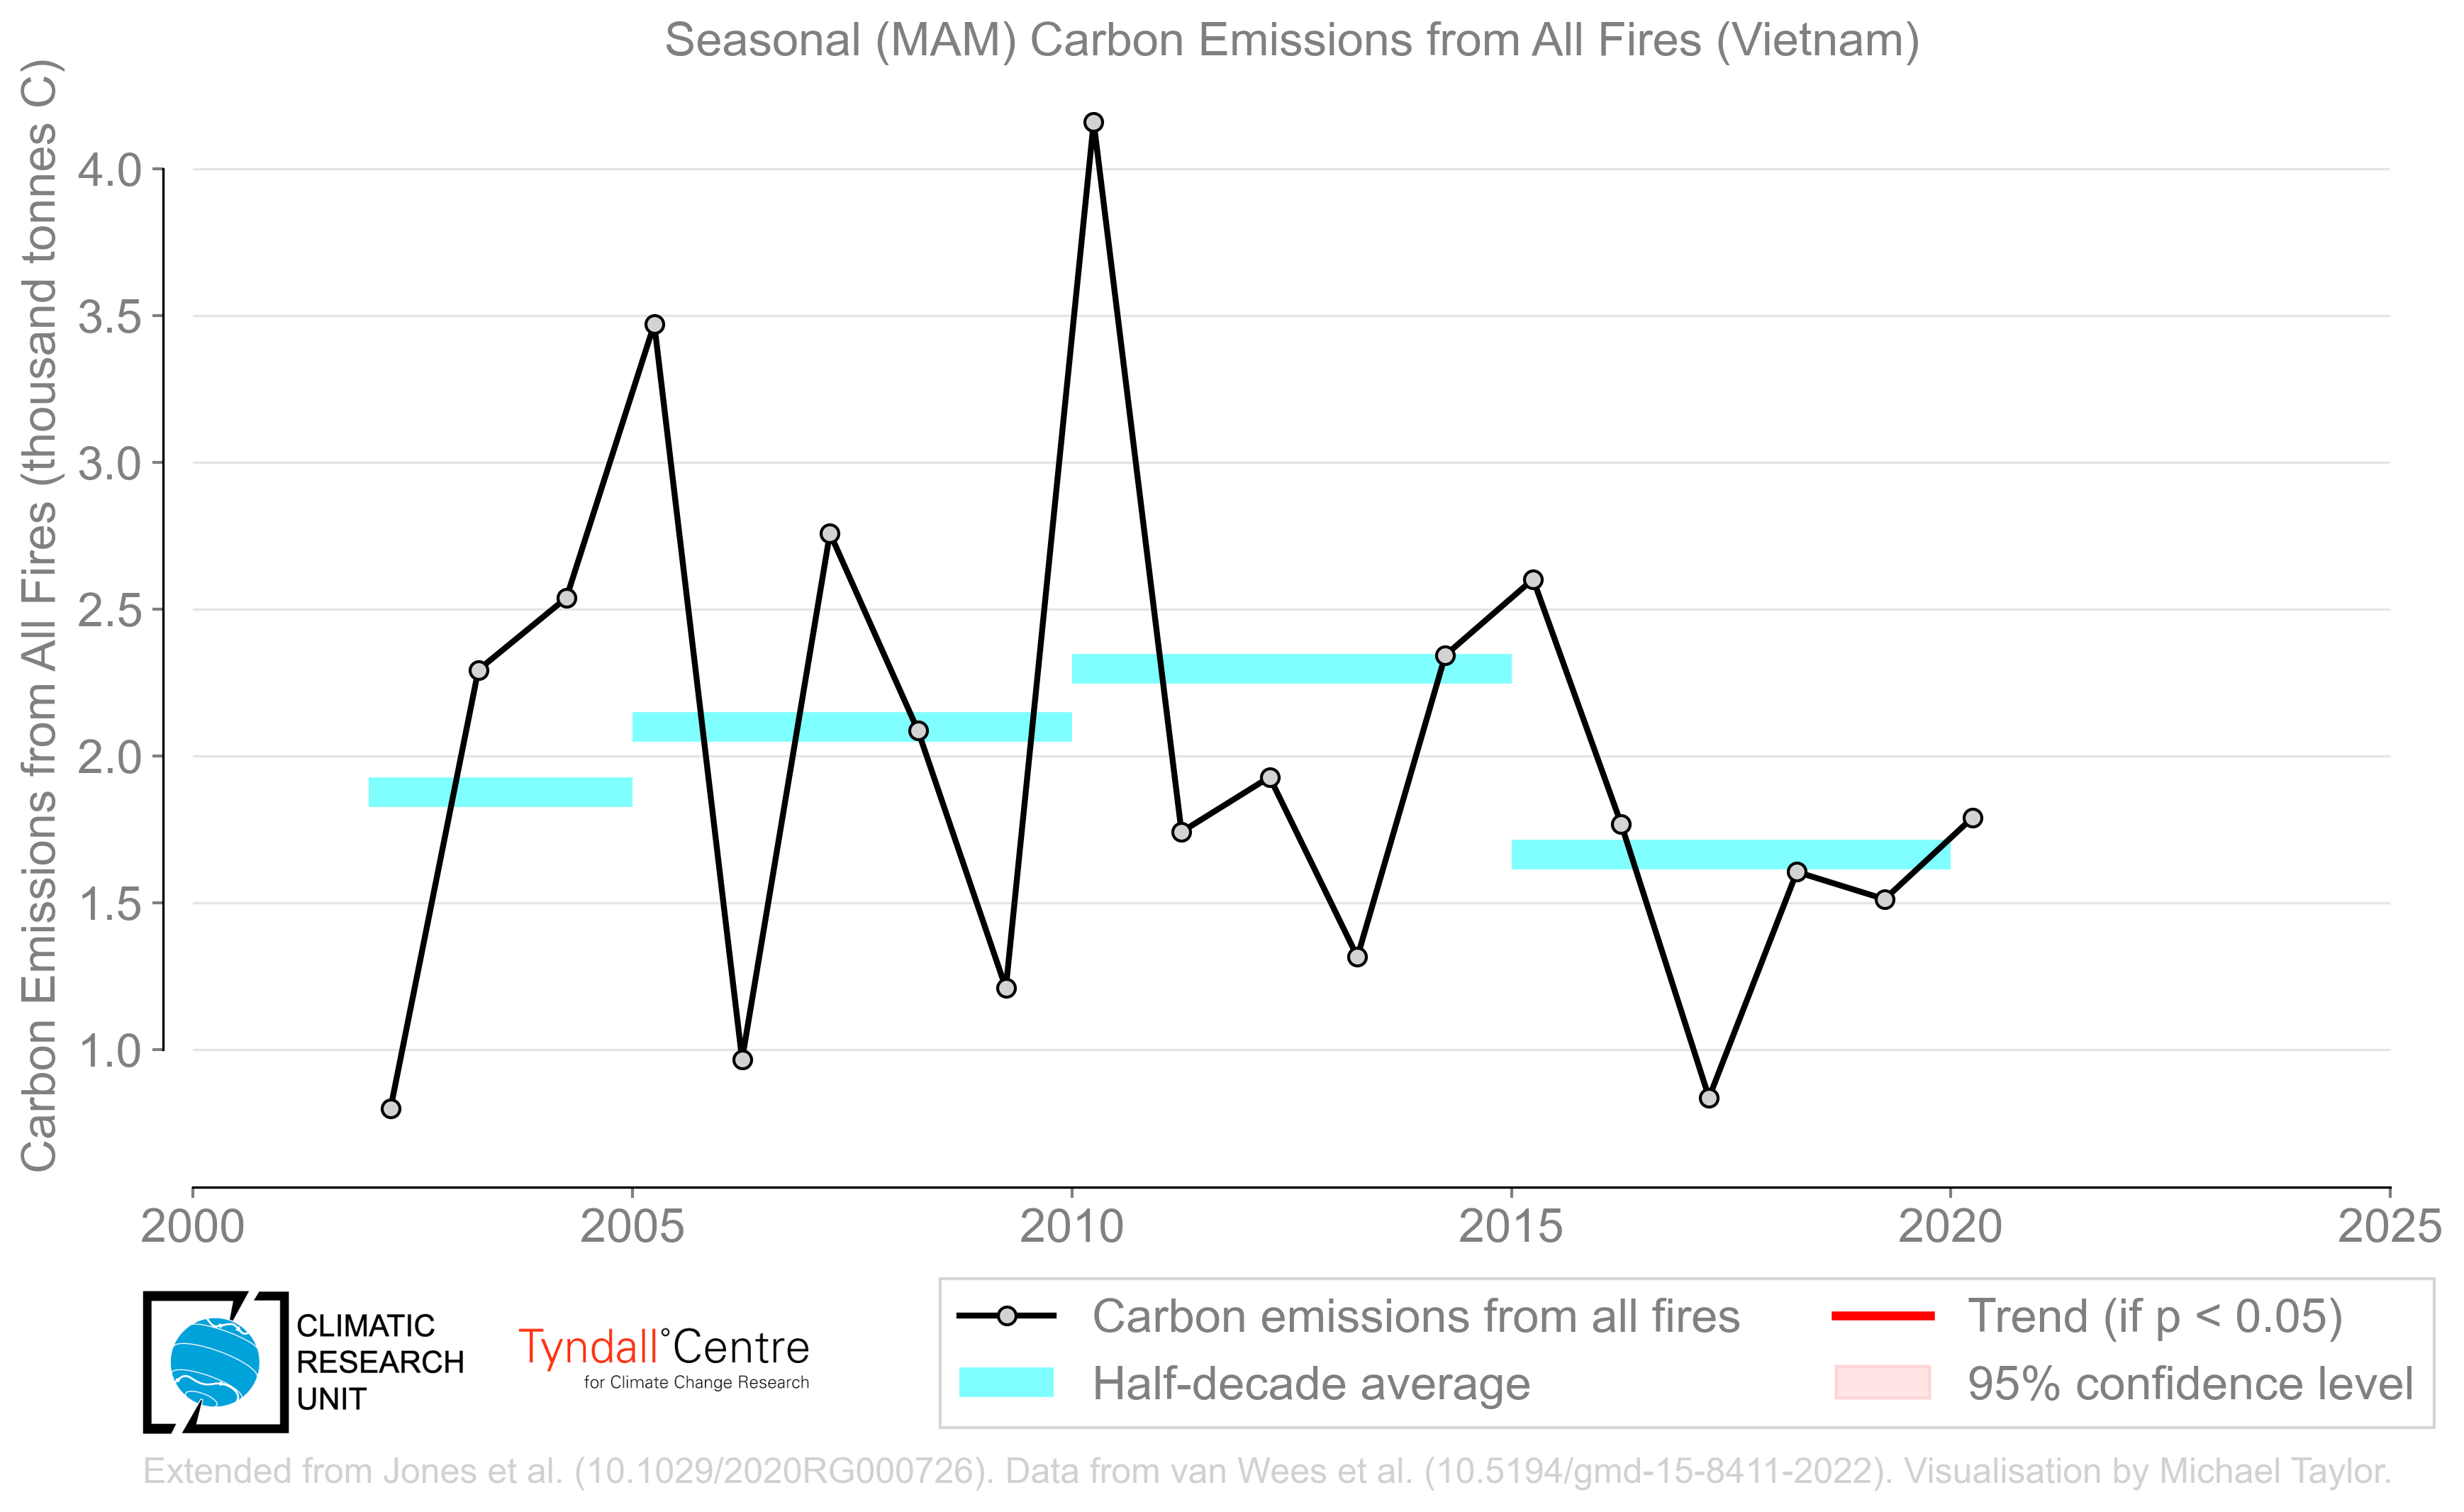 Seasonal (MAM) Carbon Emissions from All Fires (Vietnam)
Carbon Emissions from All Fires (thousand tonnes C)
4.0
3.5
3.0
2.5
2.0
1.5
1.0
2000 2005 2010 2015 2020 2025
CLIMATIC
RESEARCH
UNIT
Tyndall°Centre
for Climate Change Research
Carbon emissions from all fires
Half-decade average
Trend (if p < 0.05)
95% confidence level
Extended from Jones et al. (10.1029/2020RG000726). Data from van Wees et al. (10.5194/gmd-15-8411-2022). Visualisation by Michael Taylor.